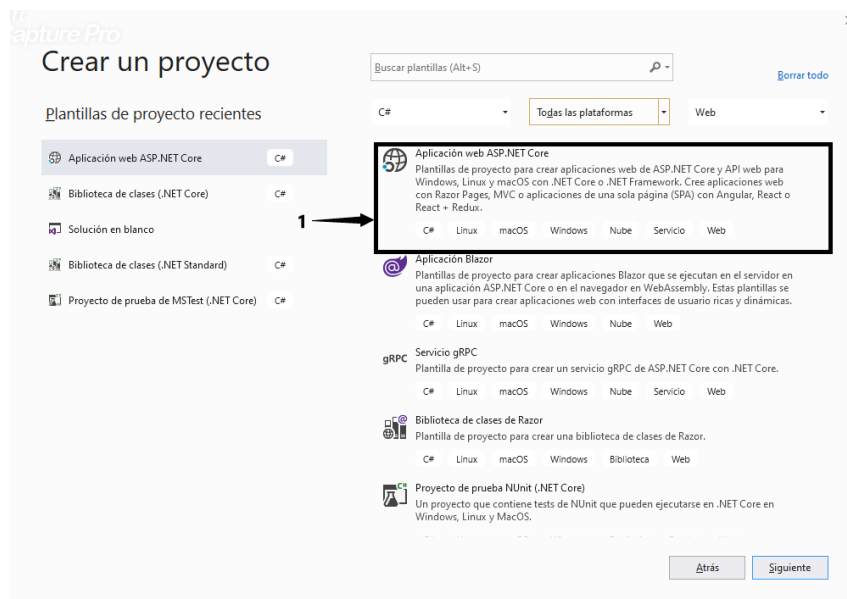 Capture Pro
Crear un proyecto
Buscar plantillas (Alt+S)
Borrar todo
Plantillas de proyecto recientes
C#
Todas las plataformas
Web
Aplicación web ASP.NET Core C#
Biblioteca de clases (.NET Core) C#
Solución en blanco
Biblioteca de clases (.NET Standard) C#
Proyecto de prueba de MSTest (.NET Core) C#
1
Aplicación web ASP.NET Core
Plantillas de proyecto para crear aplicaciones web de ASP.NET Core y API web para
Windows, Linux y macOS con .NET Core o .NET Framework. Cree aplicaciones web
con Razor Pages, MVC o aplicaciones de una sola página (SPA) con Angular, React o
React + Redux.
C# Linux macOS Windows Nube Servicio Web
Aplicación Blazor
Plantillas de proyecto para crear aplicaciones Blazor que se ejecutan en el servidor en
una aplicación ASP.NET Core o en el navegador en WebAssembly. Estas plantillas se
pueden usar para crear aplicaciones web con interfaces de usuario ricas y dinámicas.
C# Linux macOS Windows Nube Web
gRPC
Servicio gRPC
Plantilla de proyecto para crear un servicio gRPC de ASP.NET Core con .NET Core.
C# Linux macOS Windows Nube Servicio Web
Biblioteca de clases de Razor
Plantilla de proyecto para crear una biblioteca de clases de Razor.
C# Linux macOS Windows Biblioteca Web
Proyecto de prueba NUnit (.NET Core)
Un proyecto que contiene tests de NUnit que pueden ejecutarse en .NET Core en
Windows, Linux y MacOS.
Atrás
Siguiente